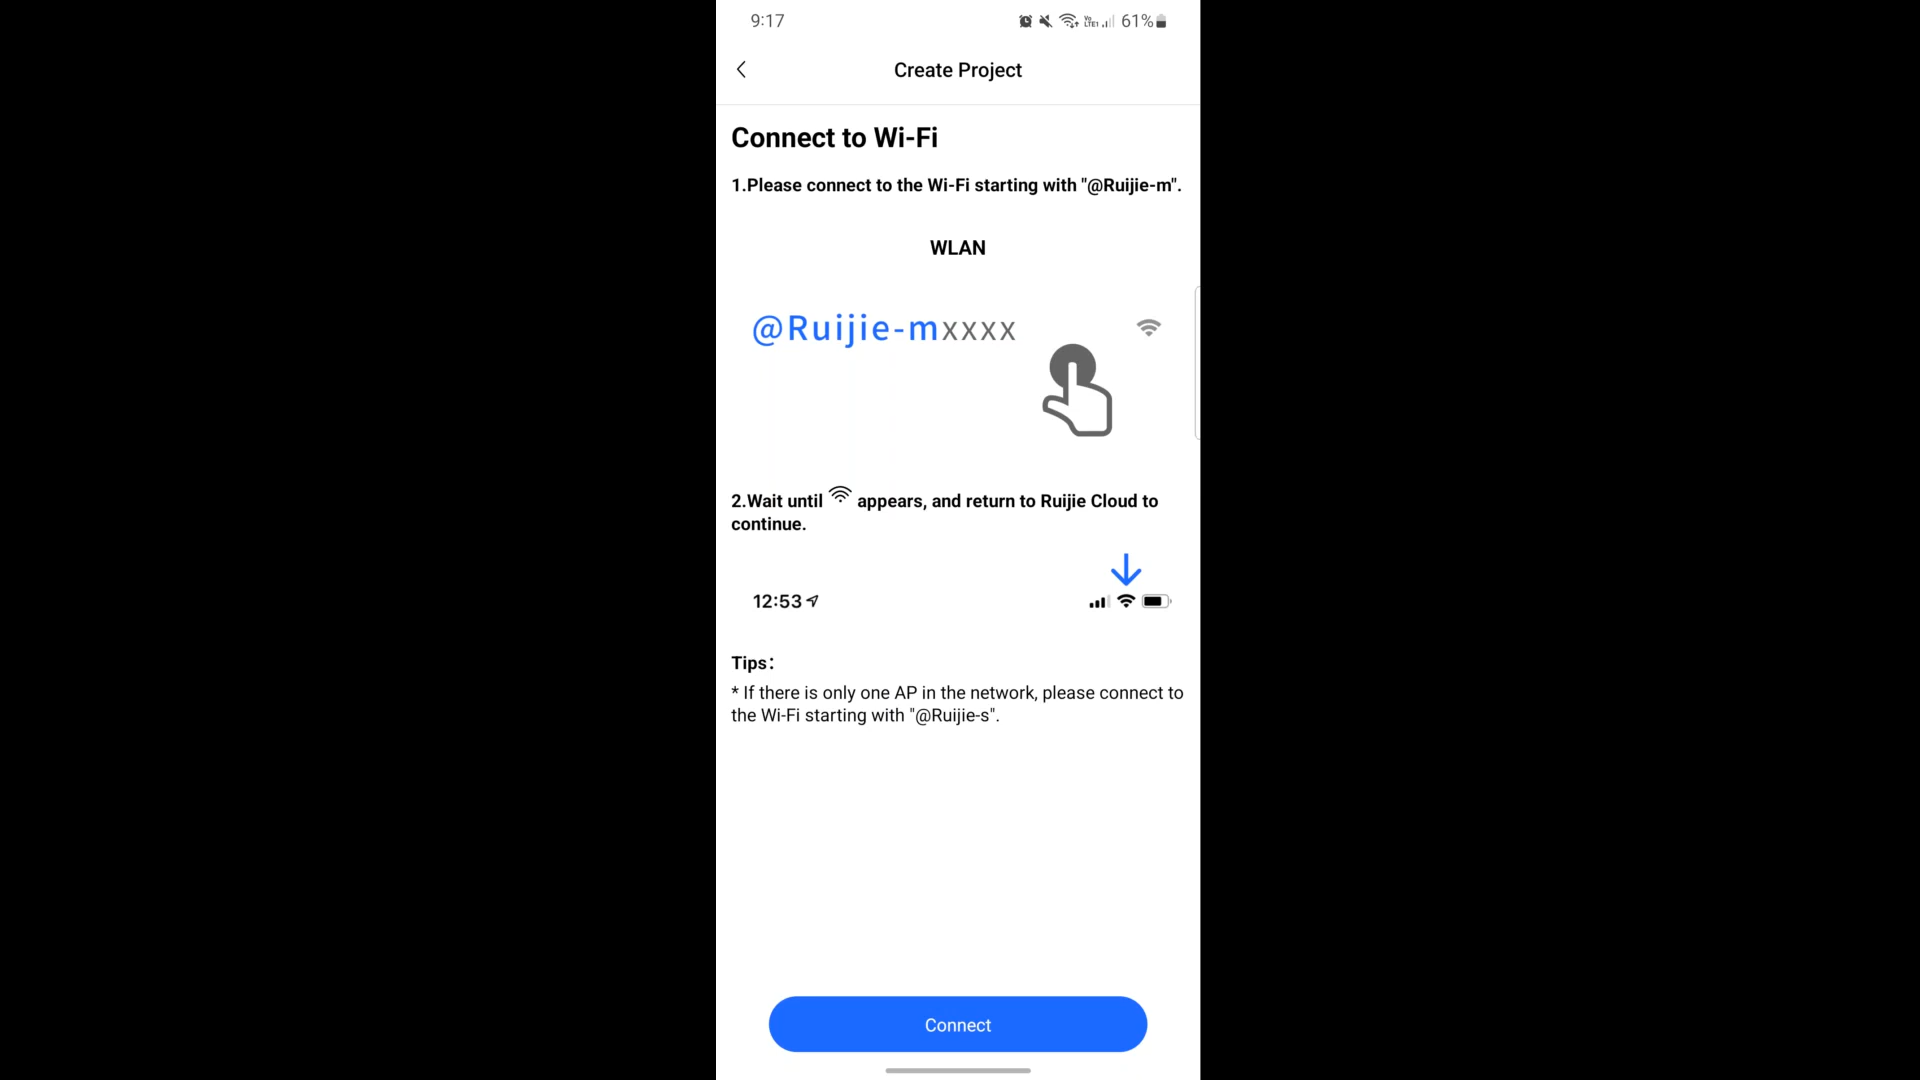 9:17
Vo
LTE1
61%
Create Project
Connect to Wi-Fi
1.Please connect to the Wi-Fi starting with "@Ruijie-m".
WLAN
@Ruijie-mxxxx
2.Wait until appears, and return to Ruijie Cloud to
continue.
12:53
Tips:
* If there is only one AP in the network, please connect to
the Wi-Fi starting with "@Ruijie-s".
Connect